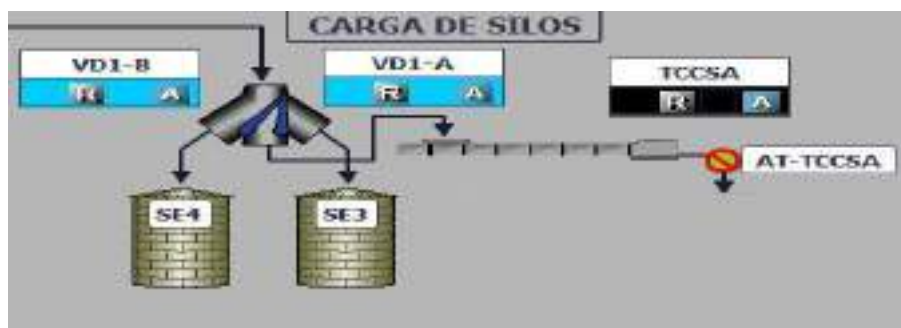 CARGA DE SILOS
VD1-B
R A
VD1-A
R A
TCCSA
R A
AT-TCCSA
SE4
SE3